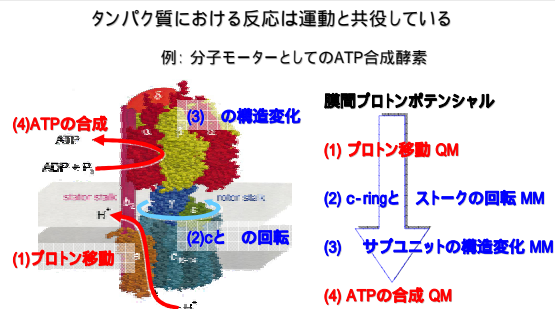 タンパク質における反応は運動と共役している
例: 分子モーターとしてのATP合成酵素
(4)ATPの合成
ATP
ADP + Pi
(3) の構造変化
δ
α
stator stalk
b2
γ
ε
rotor stalk
H+
(2)cと の回転
(1)プロトン移動
a
H+
膜間プロトンポテンシャル
(1) プロトン移動 QM
(2) c-ringと ストークの回転 MM
(3) サブユニットの構造変化 MM
(4) ATPの合成 QM